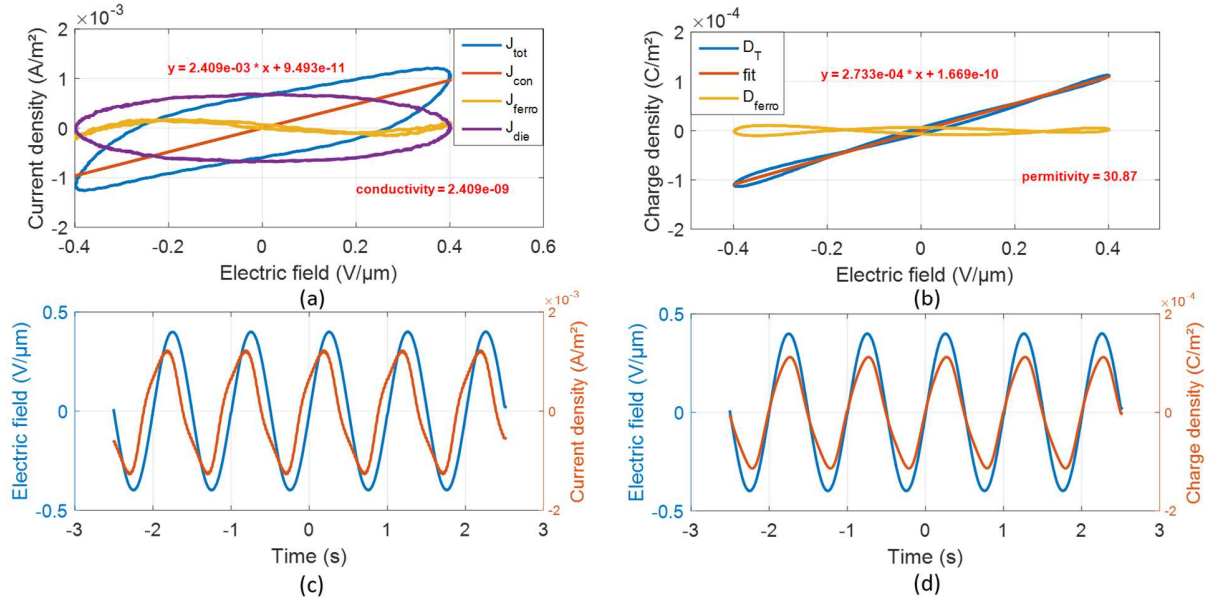 ×10⁻³
Current density (A/m²)
2
1
0
-1
-2
J_tot
J_con
J_ferro
J_die
y = 2.409e-03 * x + 9.493e-11
conductivity = 2.409e-09
-0.4 -0.2 0 0.2 0.4 0.6
Electric field (V/µm)
(a)
×10⁻⁴
Charge density (C/m²)
2
1
0
-1
-2
D_T
fit
D_ferro
y = 2.733e-04 * x + 1.669e-10
permitivity = 30.87
-0.4 -0.2 0 0.2 0.4
Electric field (V/µm)
(b)
Electric field (V/µm)
0.5
0
-0.5
×10⁻³
2
0
-2
Current density (A/m²)
-3 -2 -1 0 1 2 3
Time (s)
(c)
Electric field (V/µm)
0.5
0
-0.5
×10⁻⁴
2
0
-2
Charge density (C/m²)
-3 -2 -1 0 1 2 3
Time (s)
(d)